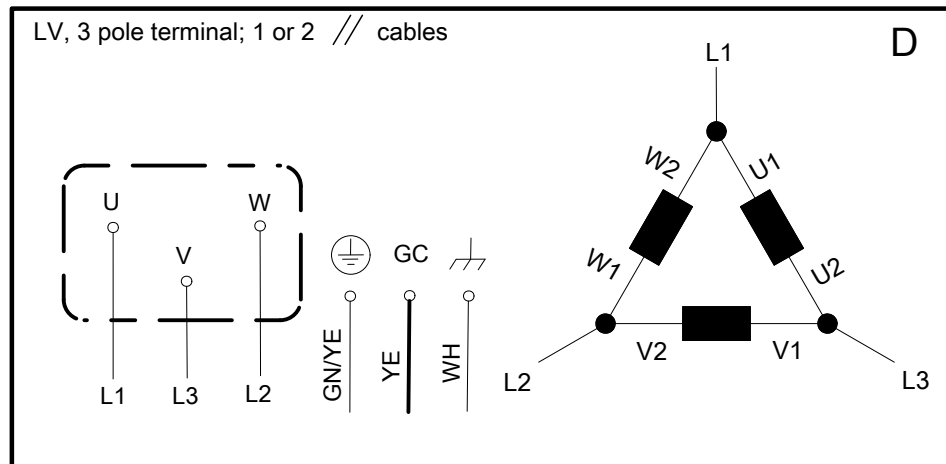 LV, 3 pole terminal; 1 or 2 // cables
D
U
W
V
L1
L3
L2
GC
GN/YE
YE
WH
L1
W2
U1
W1
U2
V2
V1
L2
L3